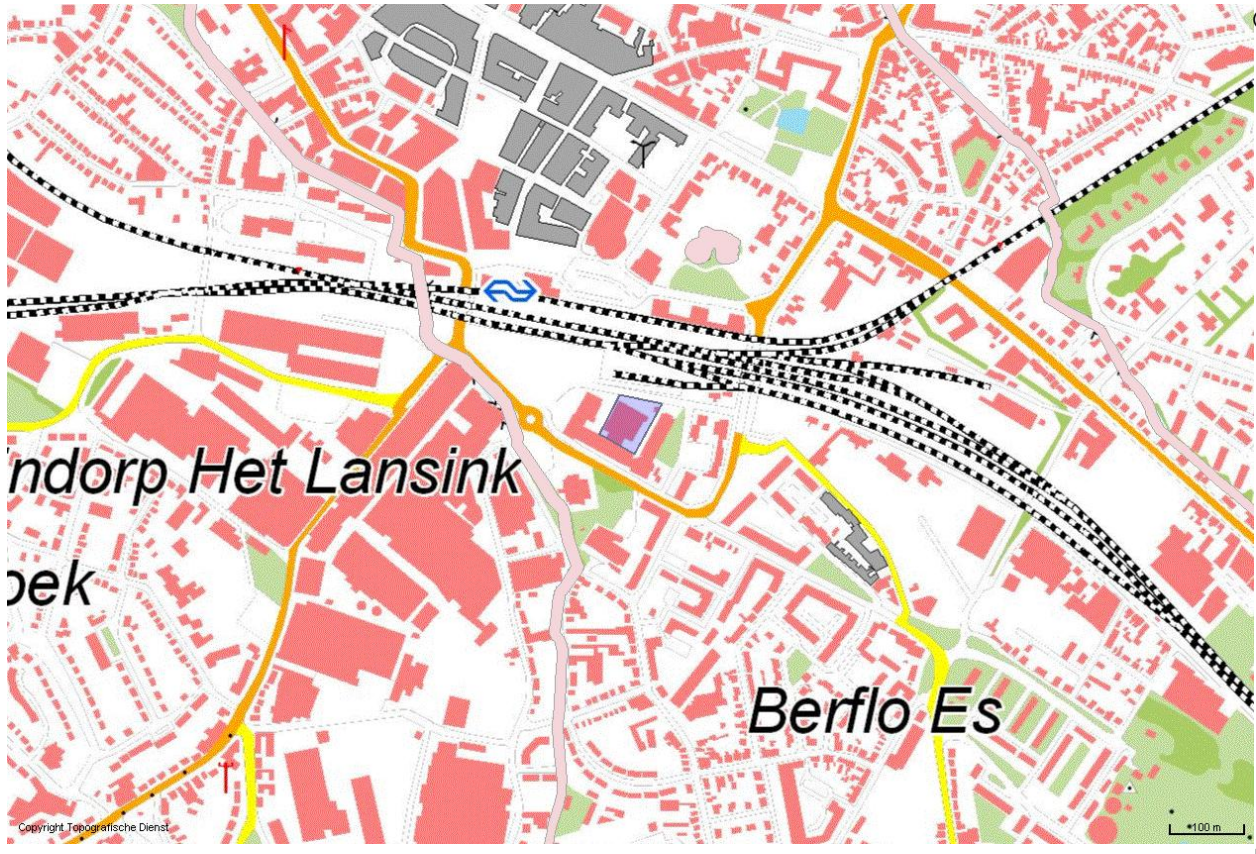 ndorp Het Lansink
oek
Berflo Es
Copyright Topografische Dienst
100 m